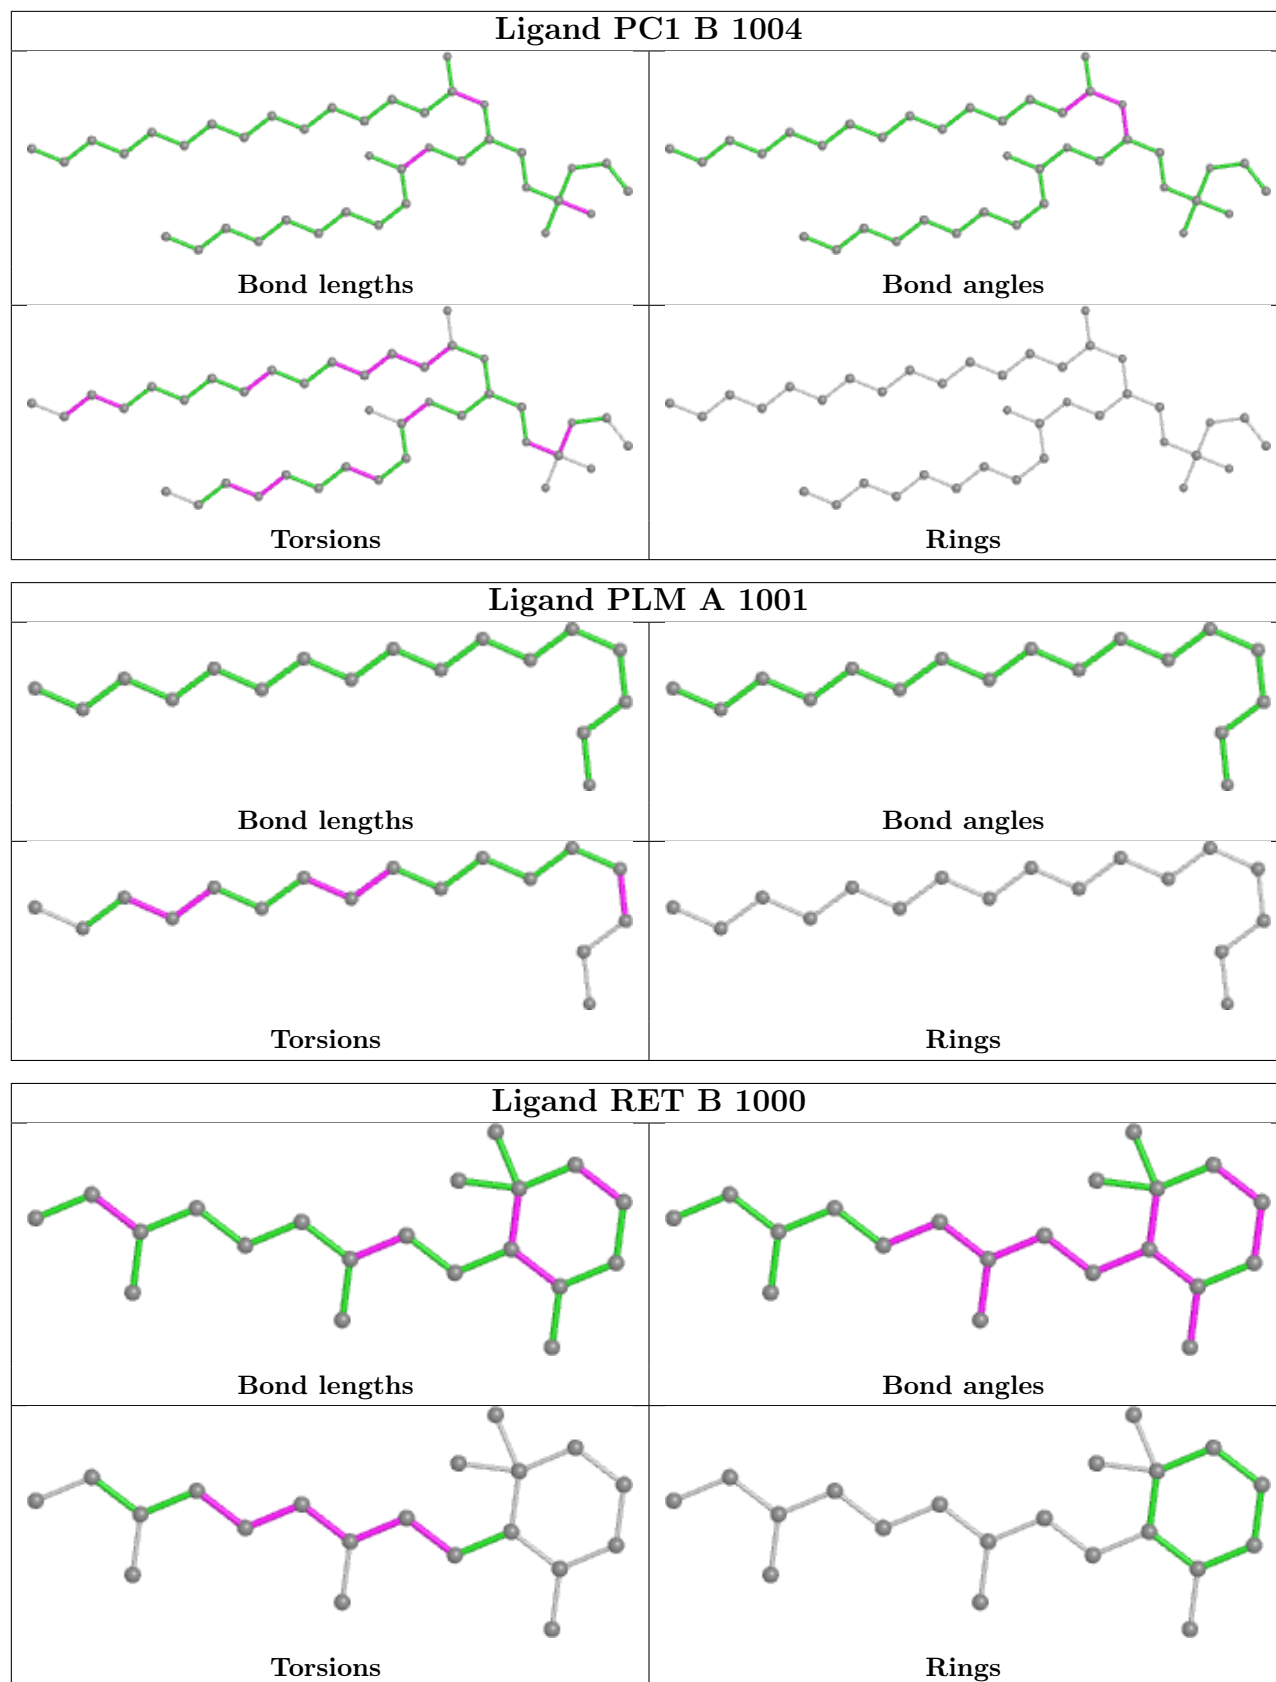 Ligand PC1 B 1004
Bond lengths
Bond angles
Torsions
Rings
Ligand PLM A 1001
Bond lengths
Bond angles
Torsions
Rings
Ligand RET B 1000
Bond lengths
Bond angles
Torsions
Rings